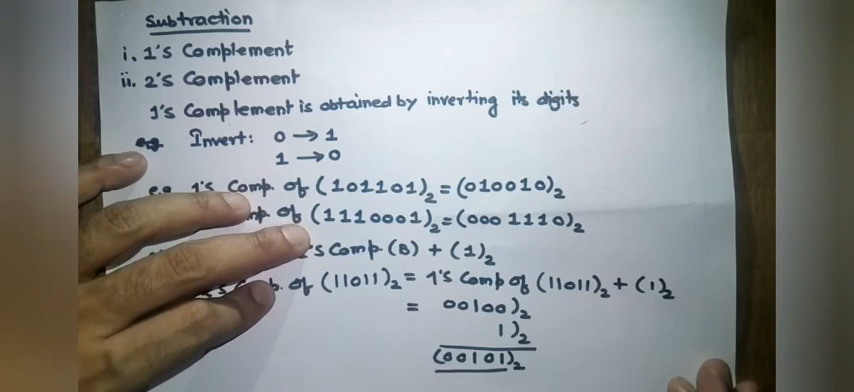 Subtraction
i. 1's Complement
ii. 2's Complement
1's Complement is obtained by inverting its digits
e.g. Invert: 0 → 1
1 → 0
e.g. 1's Comp. of (101101)₂ = (010010)₂
of (1110001)₂ = (000 1110)₂
Comp. (B) + (1)₂
of (11011)₂ = 1's Comp of (11011)₂ + (1)₂
= 00100)₂
1)₂
(00101)₂